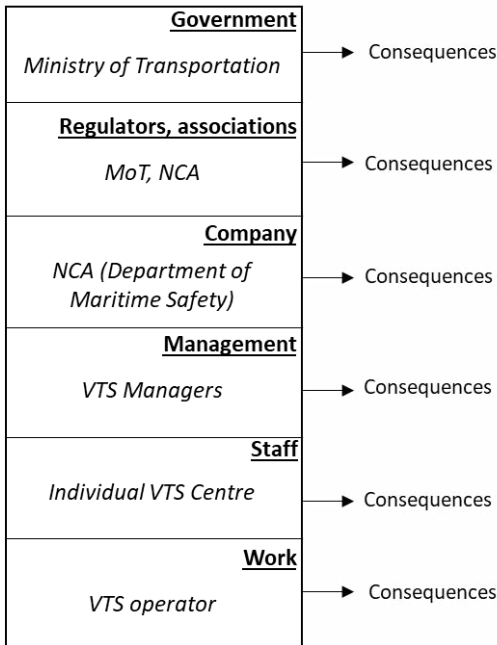 Government
Ministry of Transportation
Consequences
Regulators, associations
MoT, NCA
Consequences
Company
NCA (Department of
Maritime Safety)
Consequences
Management
VTS Managers
Consequences
Staff
Individual VTS Centre
Consequences
Work
VTS operator
Consequences